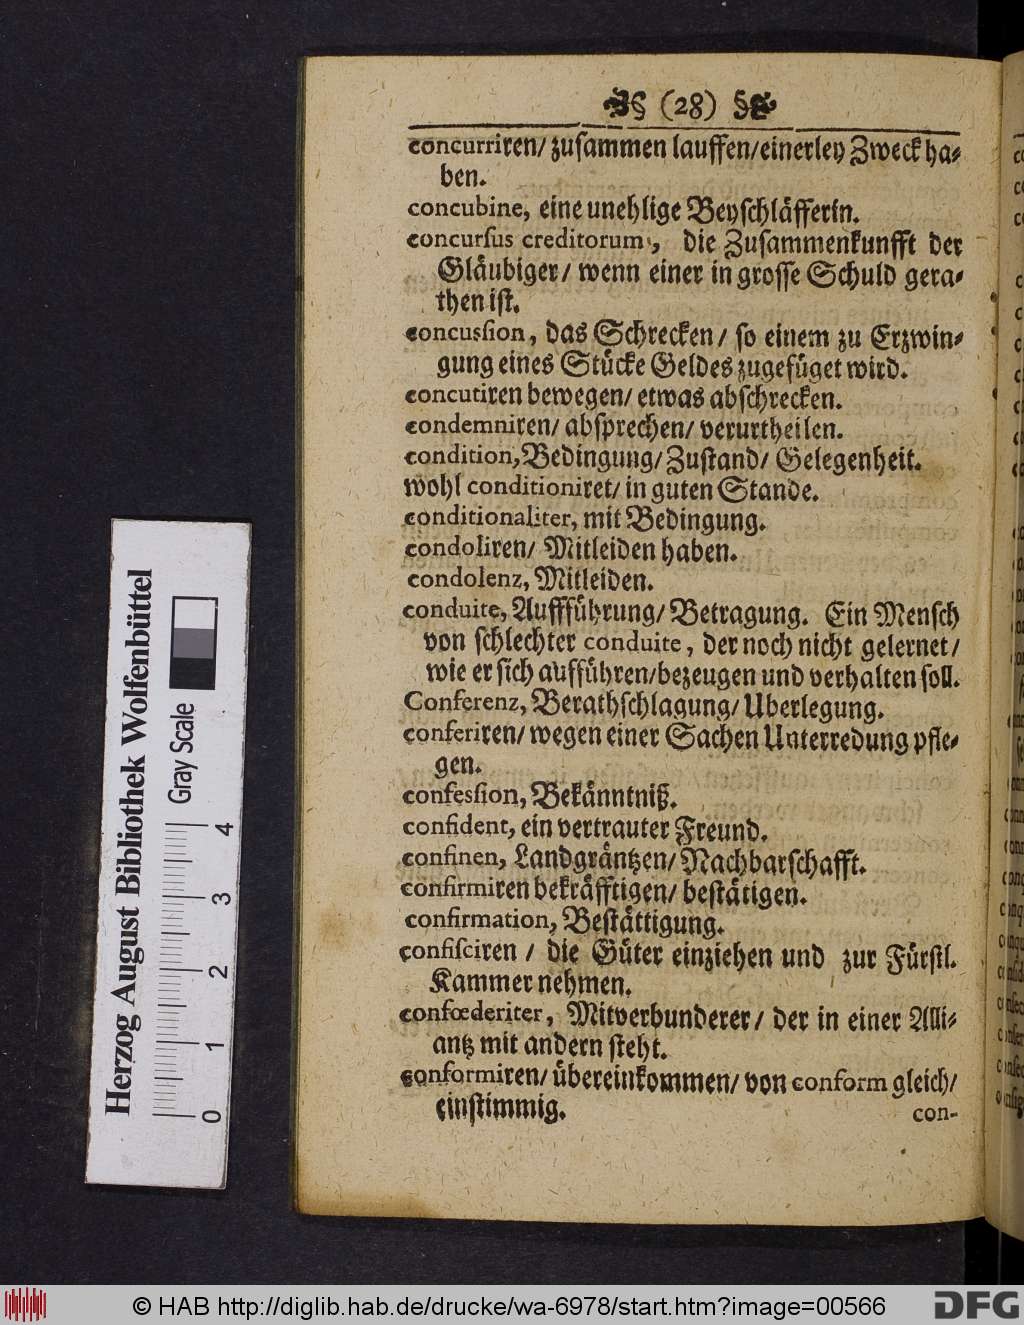 § (28) §
concurriren/ zusammen lauffen/einerley Zweck ha-
ben.
concubine, eine unehlige Beyschläfferin.
concursus creditorum, die Zusammenkunfft der
Gläubiger/ wenn einer in grosse Schuld gera-
then ist.
concussion, das Schrecken/ so einem zu Erzwin-
gung eines Stücke Geldes zugefüget wird.
concutiren bewegen/ etwas abschrecken.
condemniren/ absprechen/ verurtheilen.
condition, Bedingung/ Zustand/ Gelegenheit.
wohl conditioniret/ in guten Stande.
conditionaliter, mit Bedingung.
condoliren/ Mitleiden haben.
condolenz, Mitleiden.
conduite, Auffführung/ Betragung. Ein Mensch
von schlechter conduite, der noch nicht gelernet/
wie er sich aufführen/bezeugen und verhalten soll.
Conferenz, Berathschlagung/ Uberlegung.
conferiren/ wegen einer Sachen Unterredung pfle-
gen.
confession, Bekänntniß.
confident, ein vertrauter Freund.
confinen, Landgräntzen/ Nachbarschafft.
confirmiren bekräfftigen/ bestätigen.
confirmation, Bestättigung.
confisciren / die Güter einziehen und zur Fürstl.
Kammer nehmen.
confœderiter, Mitverbunderer/ der in einer Alli-
antz mit andern steht.
conformiren/ übereinkommen/ von conform gleich/
einstimmig.
con-
Herzog August Bibliothek Wolfenbüttel
Gray Scale
0 1 2 3 4
© HAB http://diglib.hab.de/drucke/wa-6978/start.htm?image=00566
DFG